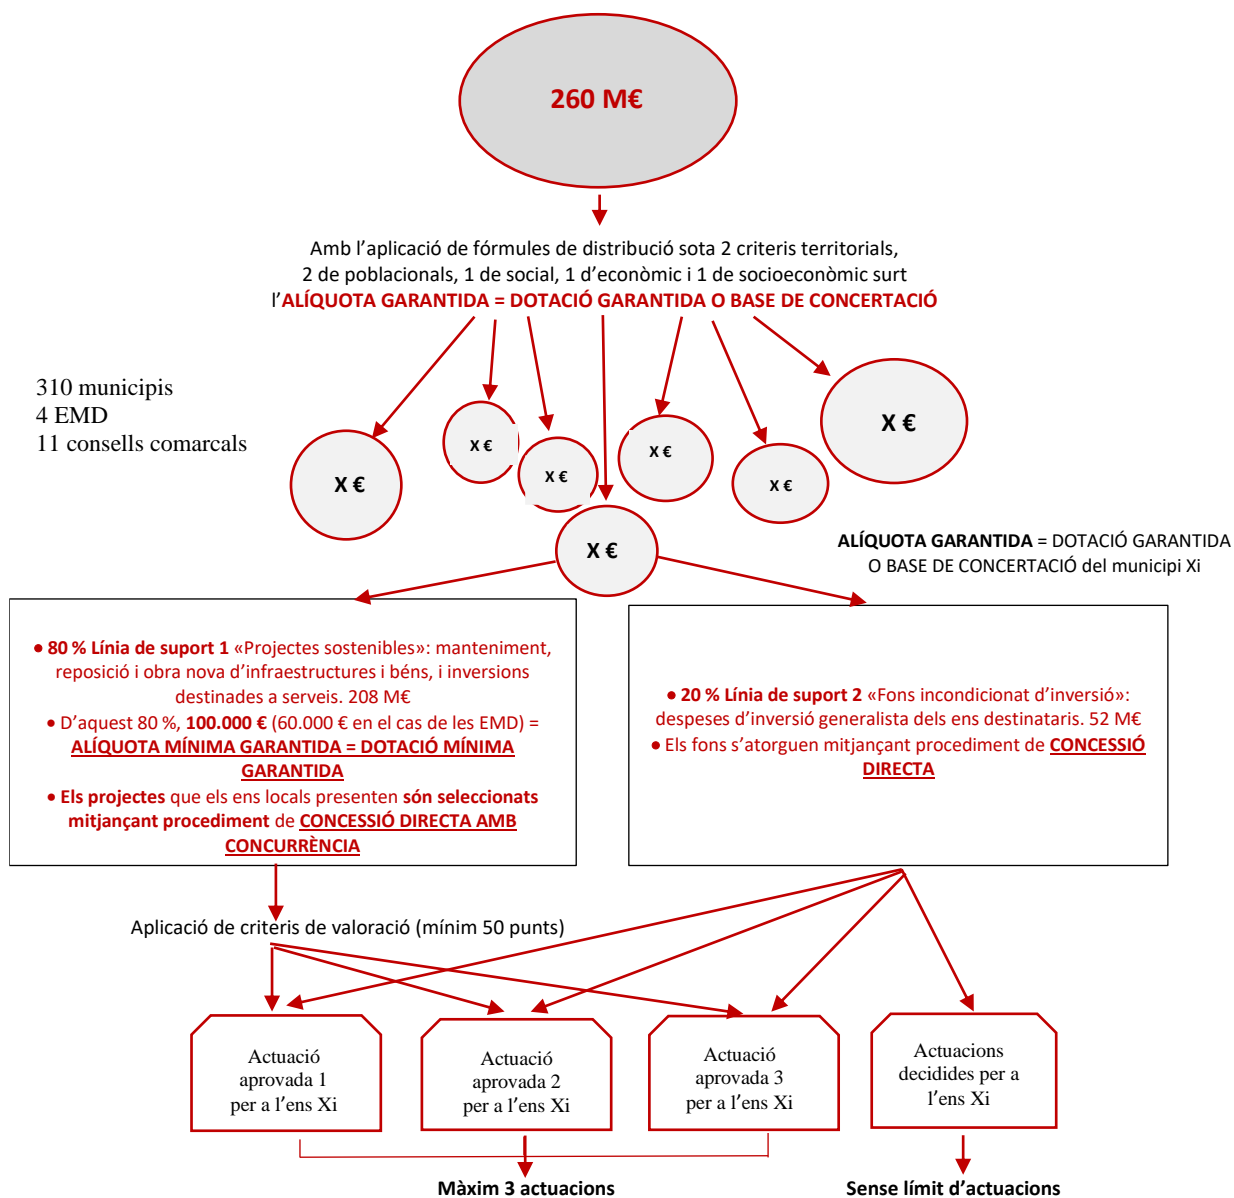 260 M€
Amb l’aplicació de fórmules de distribució sota 2 criteris territorials,
2 de poblacionals, 1 de social, 1 d’econòmic i 1 de socioeconòmic surt
l’ALÍQUOTA GARANTIDA = DOTACIÓ GARANTIDA O BASE DE CONCERTACIÓ
310 municipis
4 EMD
11 consells comarcals
X €
X €
X €
X €
X €
X €
X €
ALÍQUOTA GARANTIDA = DOTACIÓ GARANTIDA
O BASE DE CONCERTACIÓ del municipi Xi
• 80 % Línia de suport 1 «Projectes sostenibles»: manteniment,
reposició i obra nova d’infraestructures i béns, i inversions
destinades a serveis. 208 M€
• D’aquest 80 %, 100.000 € (60.000 € en el cas de les EMD) =
ALÍQUOTA MÍNIMA GARANTIDA = DOTACIÓ MÍNIMA
GARANTIDA
• Els projectes que els ens locals presenten són seleccionats
mitjançant procediment de CONCESSIÓ DIRECTA AMB
CONCURRÈNCIA
• 20 % Línia de suport 2 «Fons incondicionat d’inversió»:
despeses d’inversió generalista dels ens destinataris. 52 M€
• Els fons s’atorguen mitjançant procediment de CONCESSIÓ
DIRECTA
Aplicació de criteris de valoració (mínim 50 punts)
Actuació
aprovada 1
per a l’ens Xi
Actuació
aprovada 2
per a l’ens Xi
Actuació
aprovada 3
per a l’ens Xi
Actuacions
decidides per a
l’ens Xi
Màxim 3 actuacions
Sense límit d’actuacions